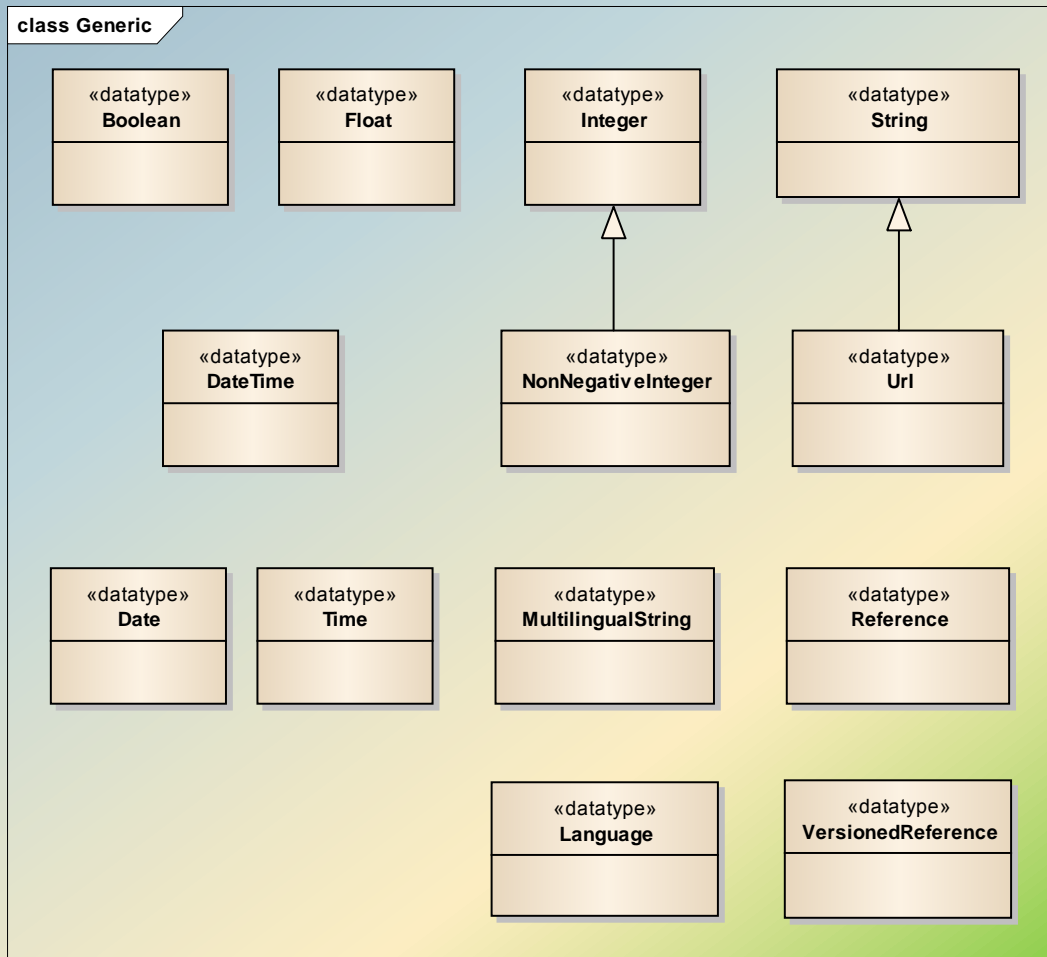 class Generic
«datatype»
Boolean
«datatype»
Float
«datatype»
Integer
«datatype»
String
«datatype»
DateTime
«datatype»
NonNegativeInteger
«datatype»
Url
«datatype»
Date
«datatype»
Time
«datatype»
MultilingualString
«datatype»
Reference
«datatype»
Language
«datatype»
VersionedReference